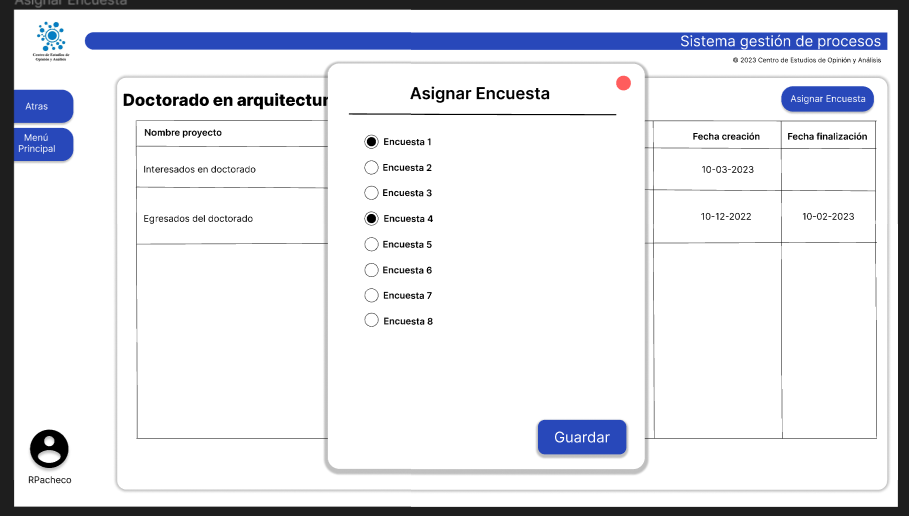 Asignar Encuesta
Centro de Estudios de
Opinión y Análisis
Sistema gestión de procesos
© 2023 Centro de Estudios de Opinión y Análisis
Atras
Menú
Principal
Doctorado en arquitectur
Asignar Encuesta
Nombre proyecto
Fecha creación
Fecha finalización
Interesados en doctorado
10-03-2023
Egresados del doctorado
10-12-2022
10-02-2023
Asignar Encuesta
Encuesta 1
Encuesta 2
Encuesta 3
Encuesta 4
Encuesta 5
Encuesta 6
Encuesta 7
Encuesta 8
Guardar
RPacheco